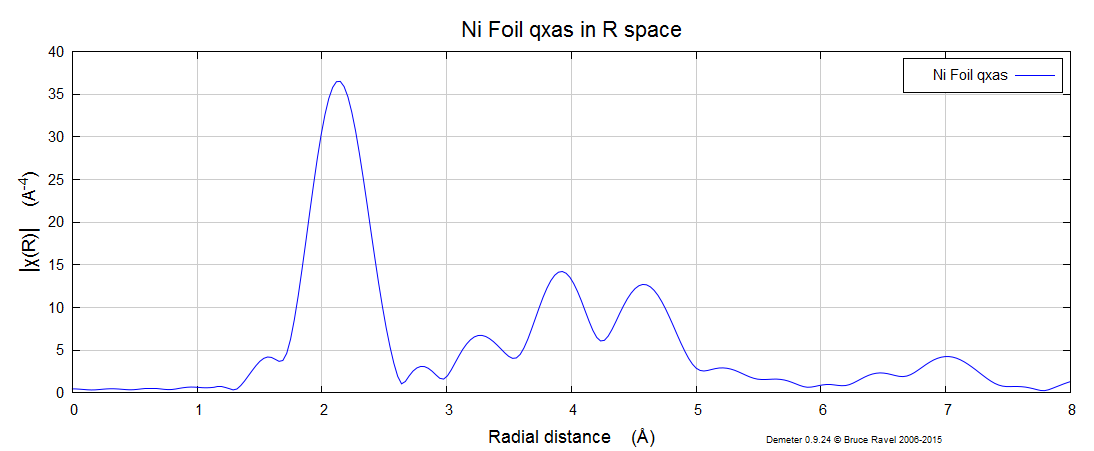 Ni Foil qxas in R space
Ni Foil qxas
40
35
30
25
20
15
10
5
0
|χ(R)| (Å⁻⁴)
0 1 2 3 4 5 6 7 8
Radial distance (Å)
Demeter 0.9.24 © Bruce Ravel 2006-2015